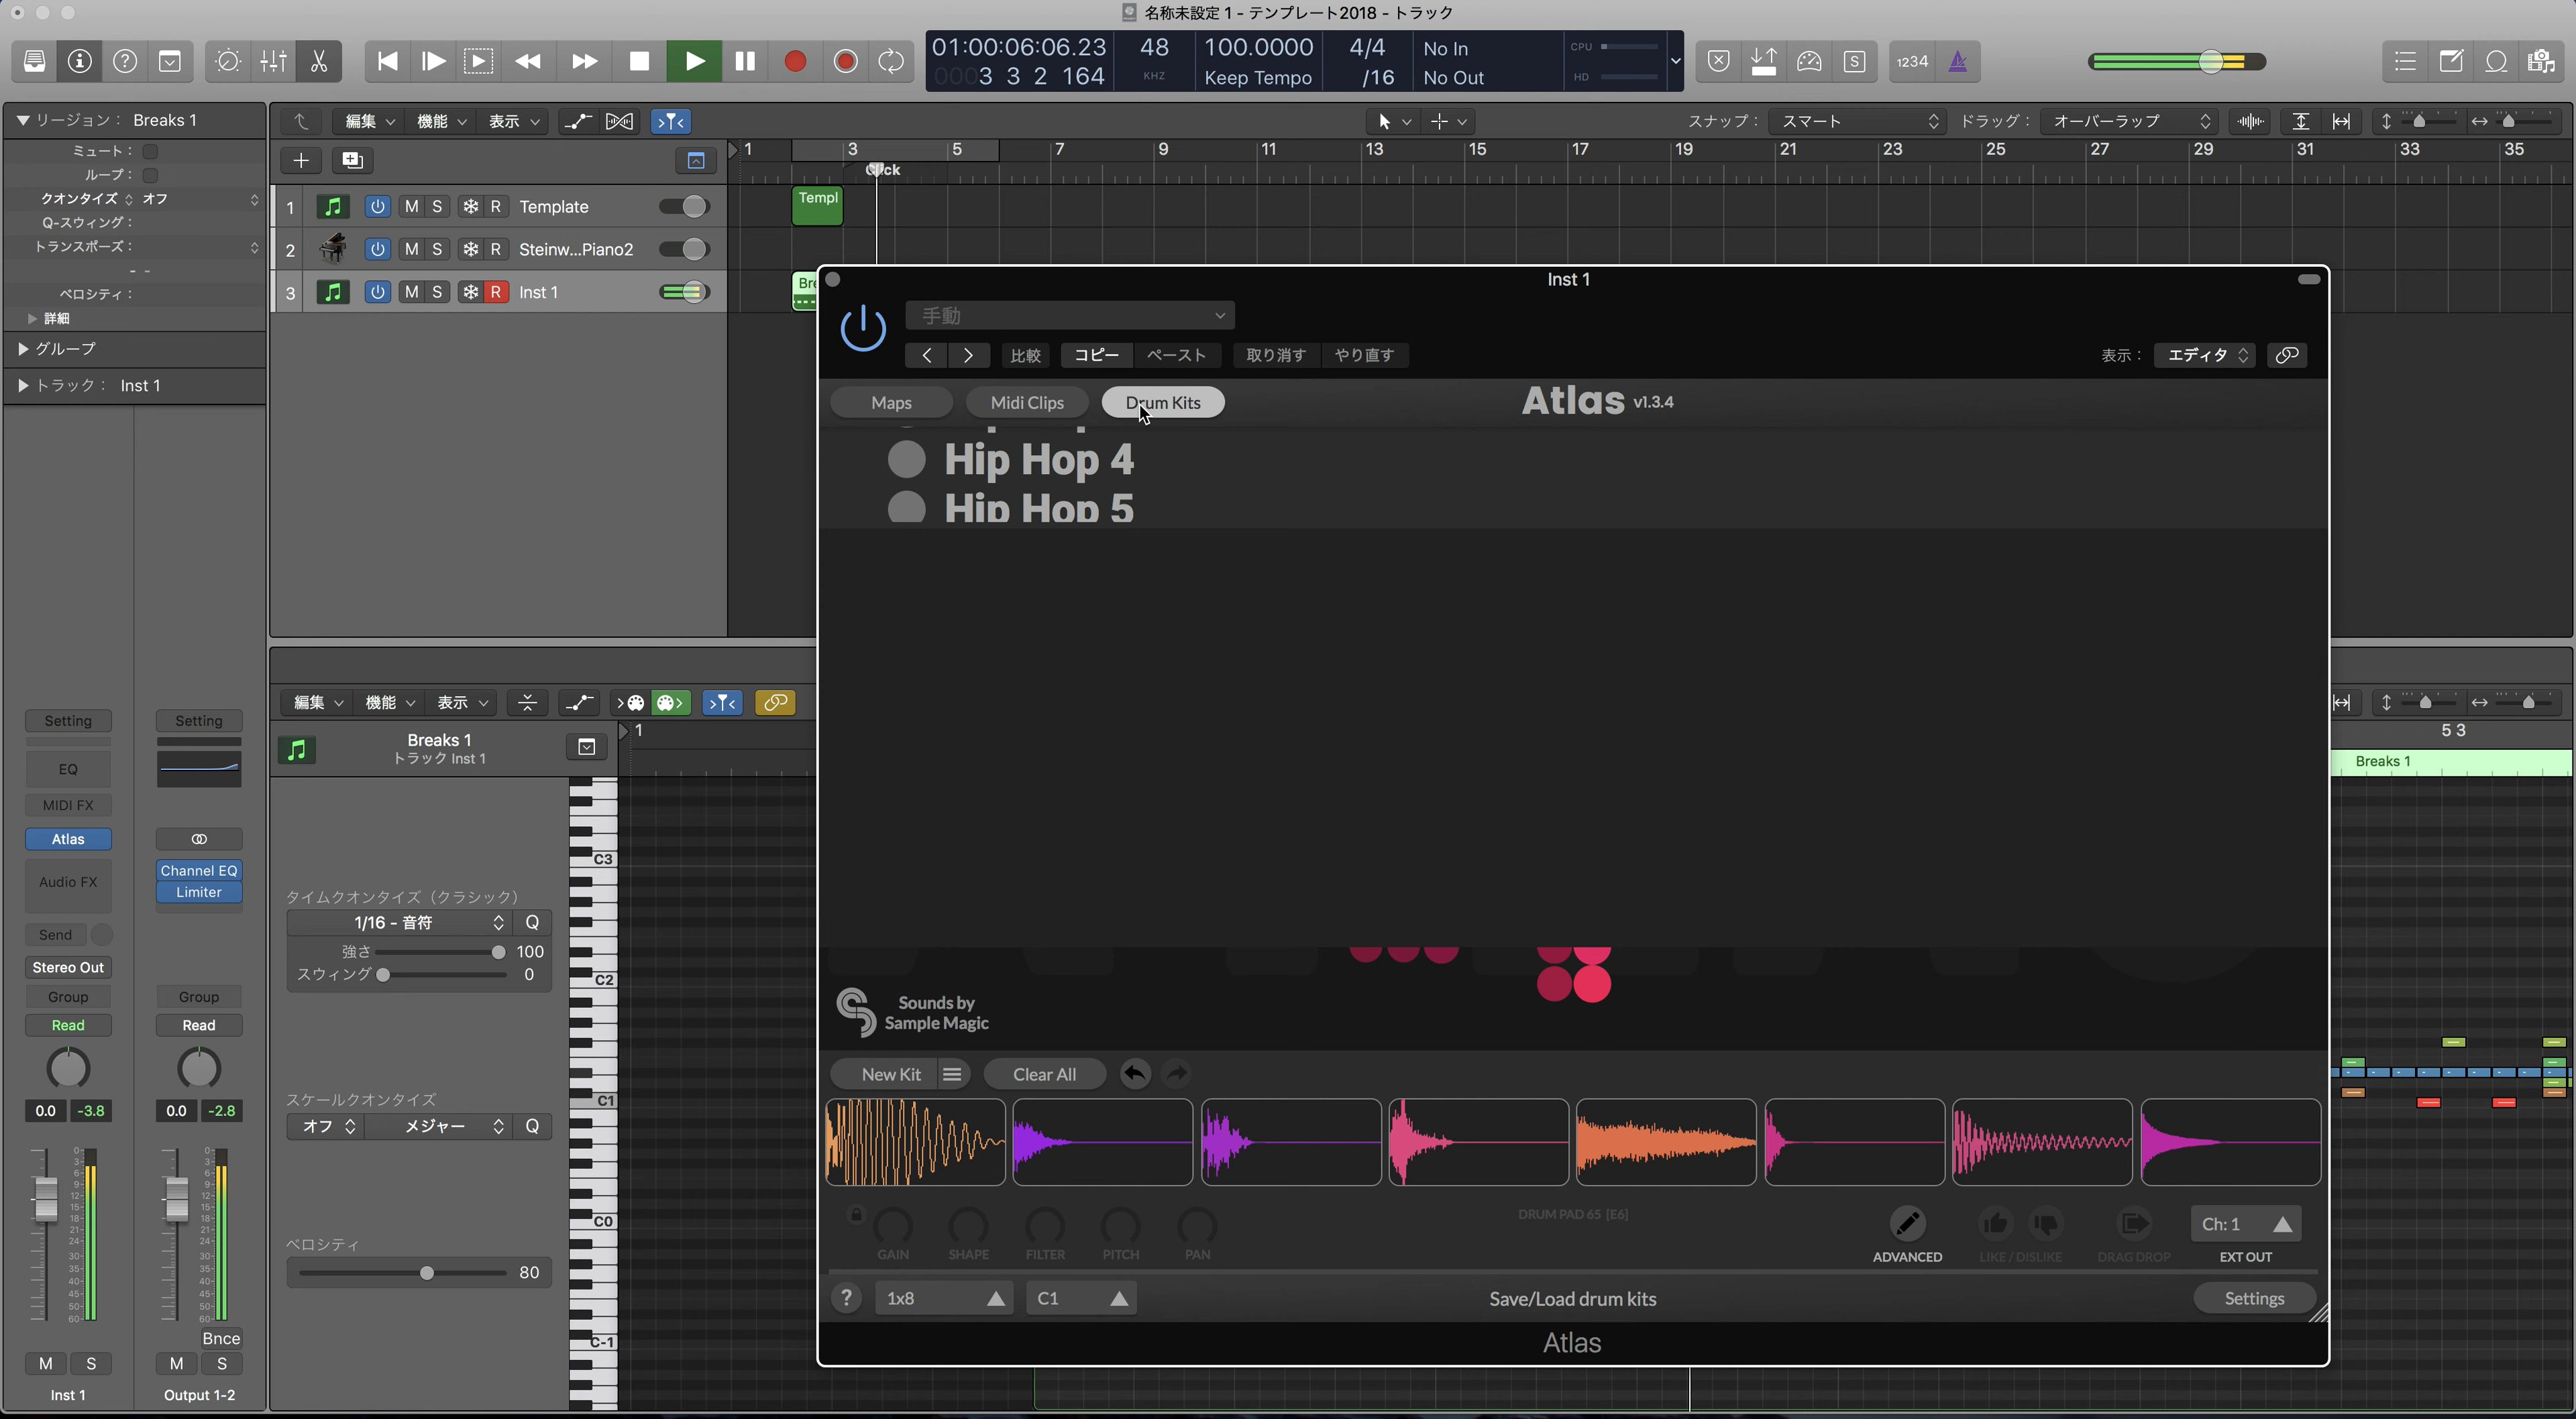 名称未設定 1 - テンプレート2018 - トラック
01:00:06:06.23 48 100.0000 4/4 No In CPU
0003 3 2 164 KHZ Keep Tempo /16 No Out HD
1234
リージョン： Breaks 1
ミュート：
ループ：
クオンタイズ オフ
Q-スウィング：
トランスポーズ：
- -
ベロシティ：
詳細
グループ
トラック： Inst 1
編集 機能 表示
スナップ： スマート ドラッグ： オーバーラップ
1 3 5 7 9 11 13 15 17 19 21 23 25 27 29 31 33 35
1 M S R Template
Templ
2 M S R Steinw...Piano2
3 M S R Inst 1
Bre
Inst 1
手動
比較 コピー ペースト 取り消す やり直す
表示： エディタ
Maps Midi Clips Drum Kits
Atlas v1.3.4
Hip Hop 4
Hip Hop 5
Sounds by
Sample Magic
New Kit Clear All
DRUM PAD 65 [E6]
GAIN SHAPE FILTER PITCH PAN
ADVANCED LIKE / DISLIKE DRAG DROP
Ch: 1
EXT OUT
? 1x8 C1 Save/Load drum kits Settings
Atlas
編集 機能 表示
Breaks 1
トラック Inst 1
1
5 3
Breaks 1
タイムクオンタイズ（クラシック）
1/16 - 音符 Q
強さ 100
スウィング 0
スケールクオンタイズ
オフ メジャー Q
ベロシティ
80
C3
C2
C1
C0
C-1
Setting Setting
EQ
MIDI FX
Atlas
Audio FX
Channel EQ
Limiter
Send
Stereo Out
Group Group
Read Read
0.0 -3.8 0.0 -2.8
Bnce
M S M S
Inst 1 Output 1-2